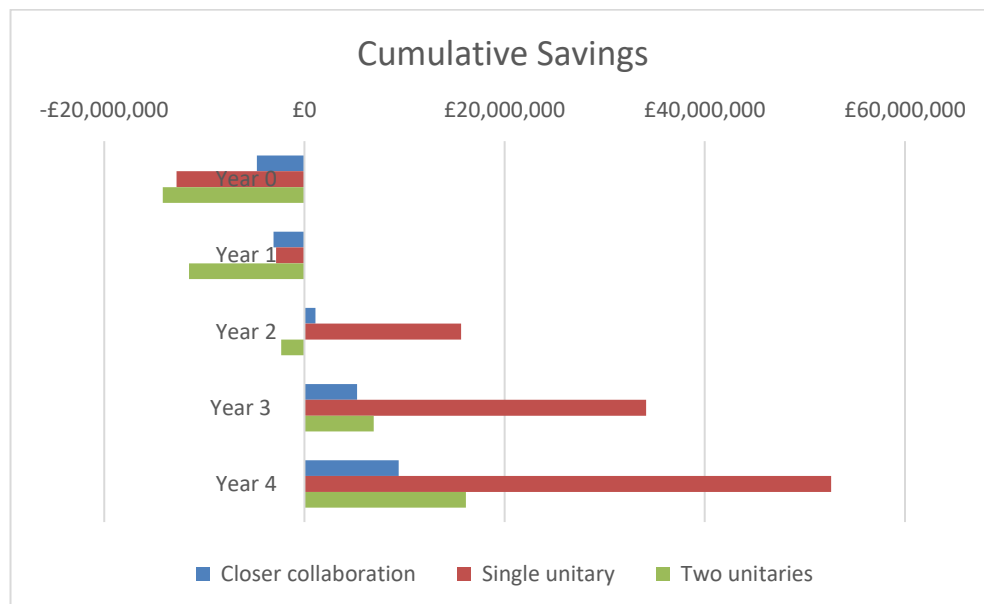 Cumulative Savings
-£20,000,000 £0 £20,000,000 £40,000,000 £60,000,000
Year 0
Year 1
Year 2
Year 3
Year 4
Closer collaboration Single unitary Two unitaries